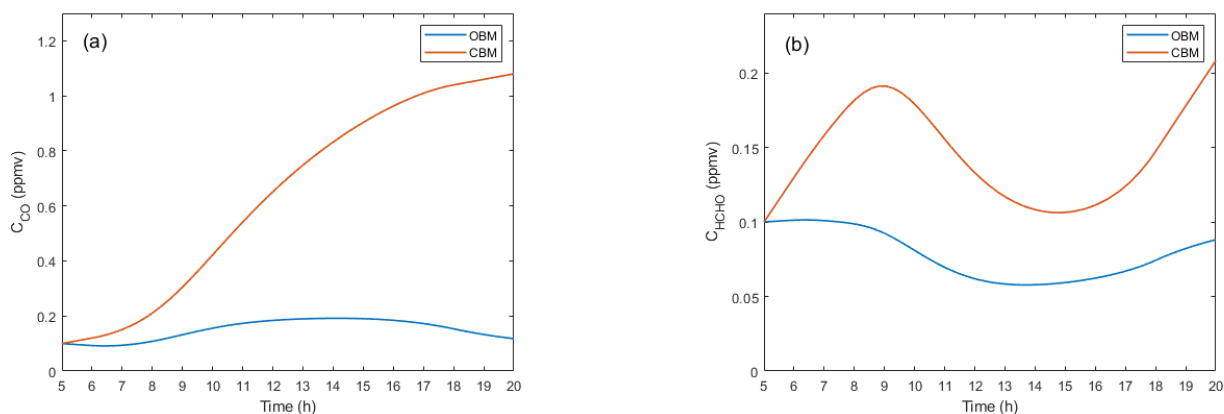 (a)
OBM
CBM
1.2
1
0.8
0.6
0.4
0.2
0
C_CO (ppmv)
5 6 7 8 9 10 11 12 13 14 15 16 17 18 19 20
Time (h)
(b)
OBM
CBM
0.2
0.15
0.1
0.05
0
C_HCHO (ppmv)
5 6 7 8 9 10 11 12 13 14 15 16 17 18 19 20
Time (h)